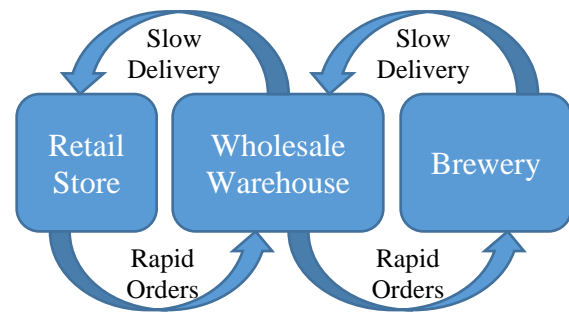 Slow
Delivery
Slow
Delivery
Retail
Store
Wholesale
Warehouse
Brewery
Rapid
Orders
Rapid
Orders